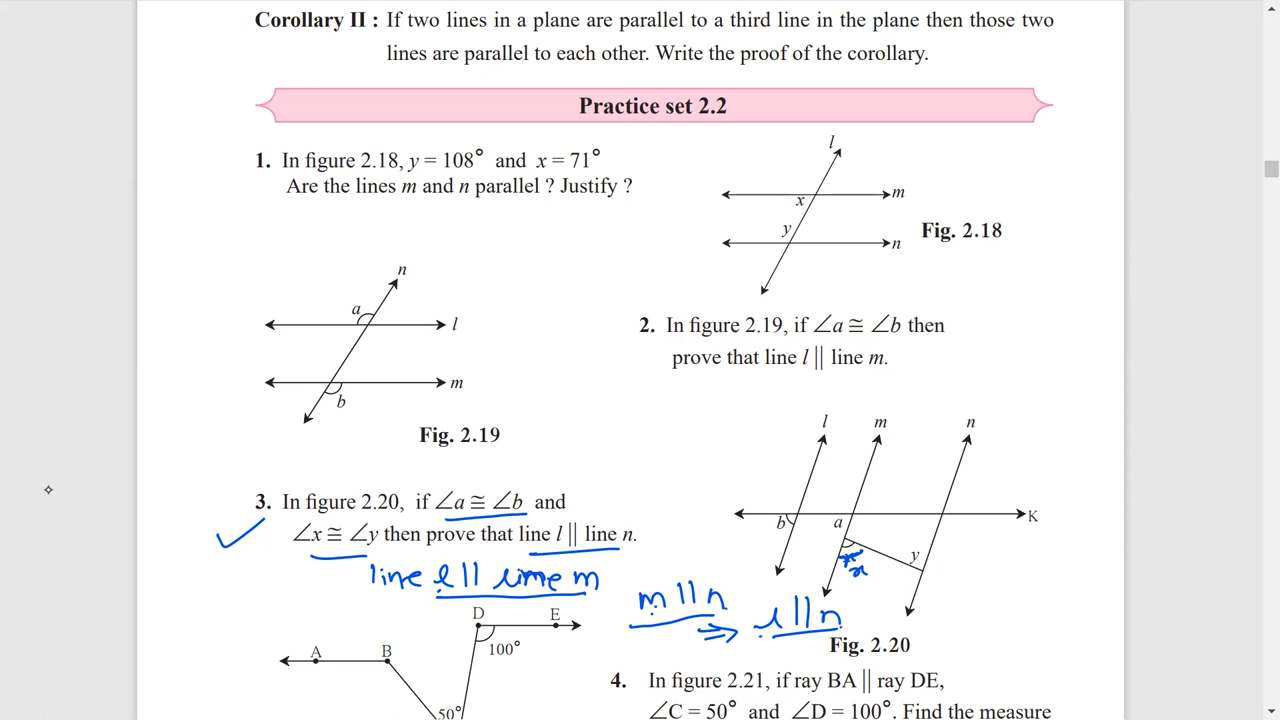 Corollary II : If two lines in a plane are parallel to a third line in the plane then those two
lines are parallel to each other. Write the proof of the corollary.
Practice set 2.2
1. In figure 2.18, y = 108° and x = 71°
Are the lines m and n parallel ? Justify ?
l
x
m
y
n
Fig. 2.18
n
a
l
m
b
Fig. 2.19
2. In figure 2.19, if ∠a ≅ ∠b then
prove that line l || line m.
3. In figure 2.20, if ∠a ≅ ∠b and
∠x ≅ ∠y then prove that line l || line n.
line l || line m
m || n
⇒ l || n
l
m
n
b
a
K
y
x
Fig. 2.20
D
E
100°
A
B
50°
4. In figure 2.21, if ray BA || ray DE,
∠C = 50° and ∠D = 100°. Find the measure